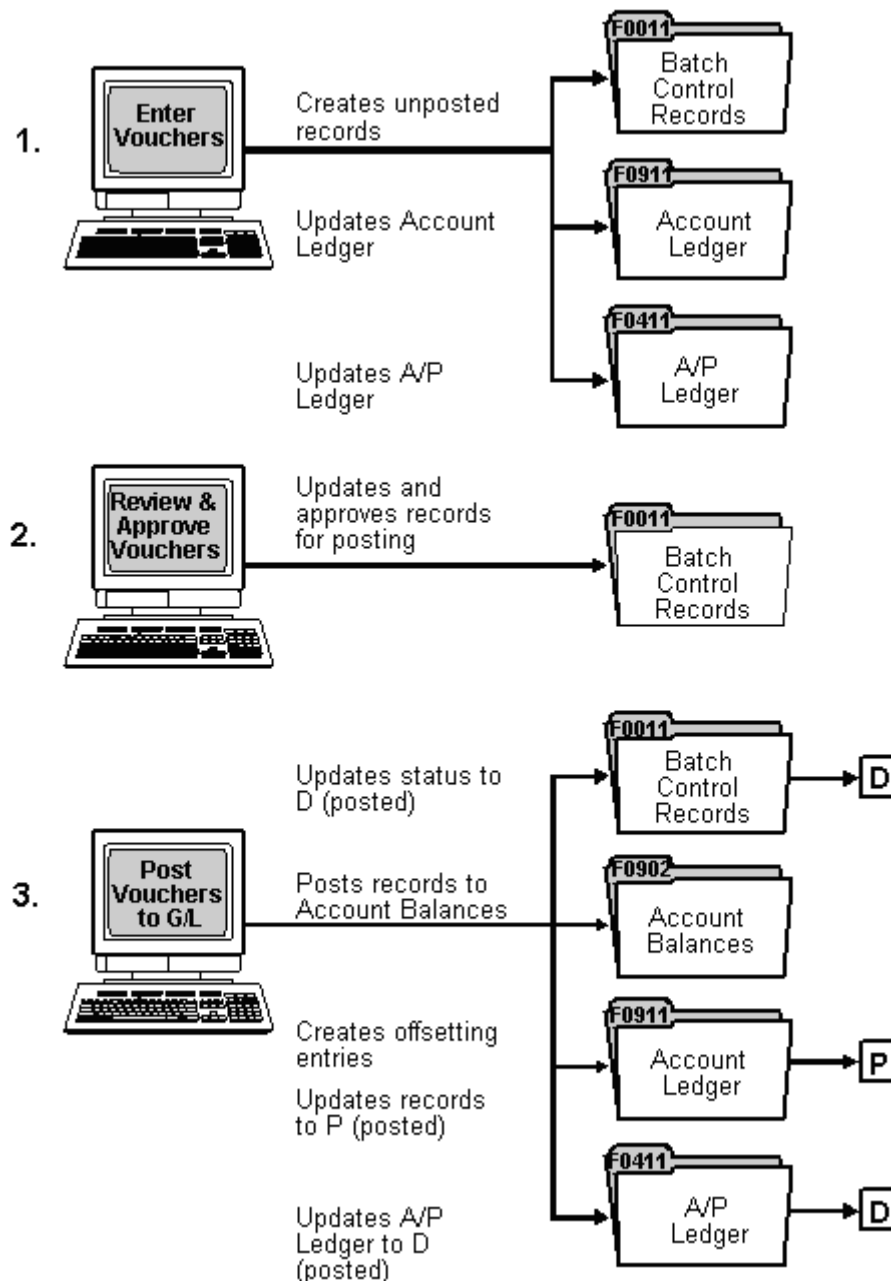 1.
Enter
Vouchers
Creates unposted
records
Updates Account
Ledger
Updates A/P
Ledger
F0011
Batch
Control
Records
F0911
Account
Ledger
F0411
A/P
Ledger
2.
Review &
Approve
Vouchers
Updates and
approves records
for posting
F0011
Batch
Control
Records
3.
Post
Vouchers
to G/L
Updates status to
D (posted)
Posts records to
Account Balances
Creates offsetting
entries
Updates records
to P (posted)
Updates A/P
Ledger to D
(posted)
F0011
Batch
Control
Records
D
F0902
Account
Balances
F0911
Account
Ledger
P
F0411
A/P
Ledger
D